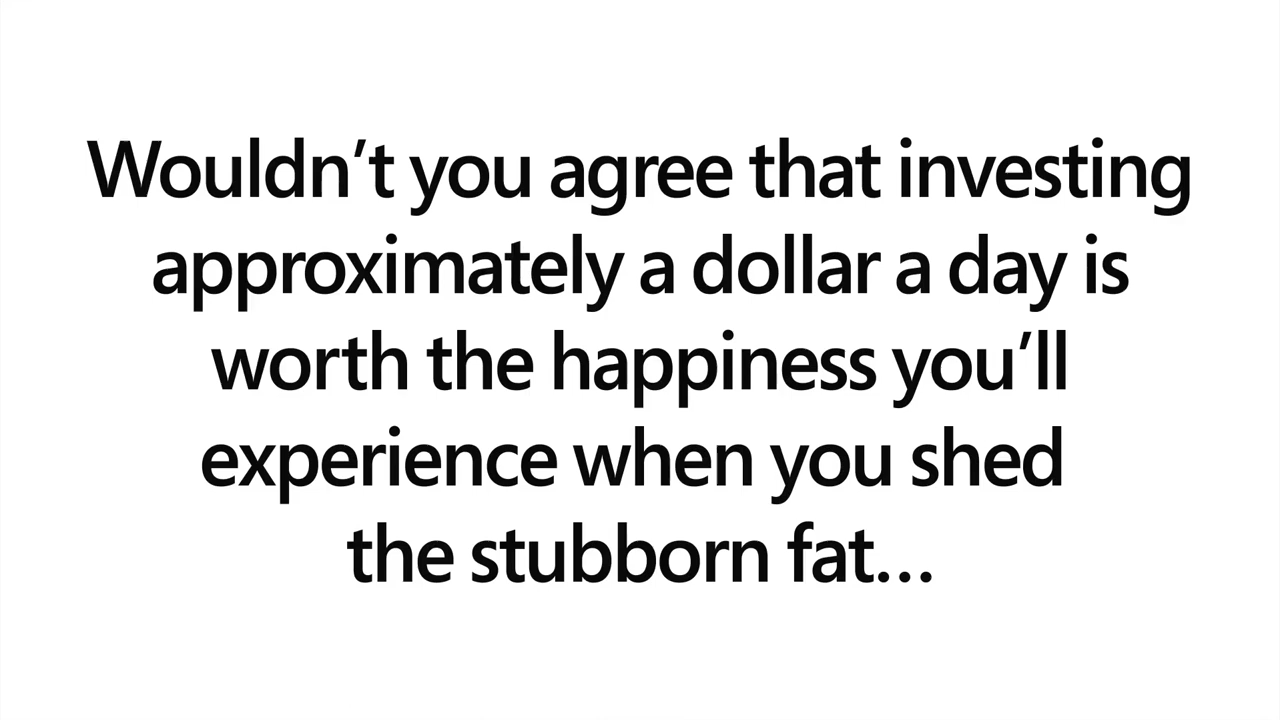 Wouldn’t you agree that investing
approximately a dollar a day is
worth the happiness you’ll
experience when you shed
the stubborn fat...